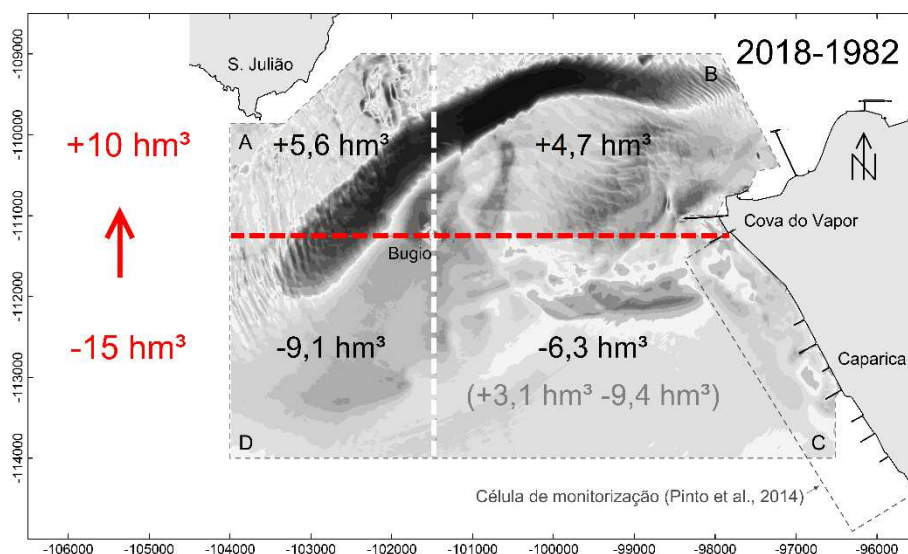 2018-1982
S. Julião
B
-109000
-110000
-111000
-112000
-113000
-114000
+10 hm³
-15 hm³
A
+5,6 hm³
+4,7 hm³
N
Cova do Vapor
Bugio
-9,1 hm³
-6,3 hm³
(+3,1 hm³ -9,4 hm³)
Caparica
D
C
Célula de monitorização (Pinto et al., 2014)
-106000 -105000 -104000 -103000 -102000 -101000 -100000 -99000 -98000 -97000 -96000